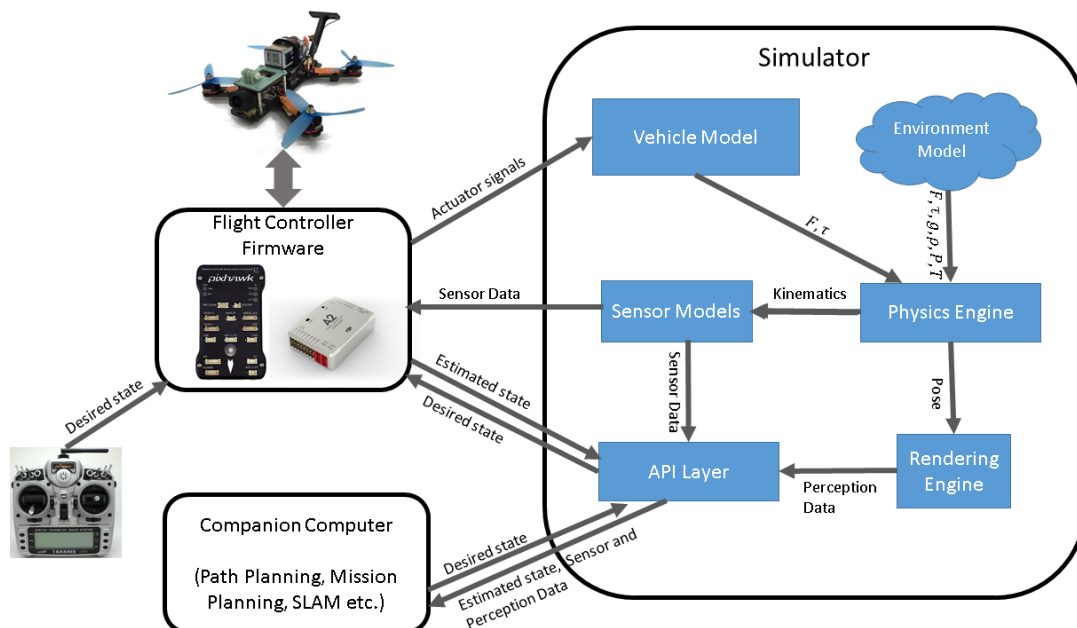 Simulator
Vehicle Model
Environment
Model
Actuator signals
F, τ
F, τ, g, ρ, P, T
Flight Controller
Firmware
pixhawk
A2
Sensor Data
Sensor Models
Kinematics
Physics Engine
Estimated state
Desired state
Sensor Data
Pose
Desired state
API Layer
Perception
Data
Rendering
Engine
Companion Computer
(Path Planning, Mission
Planning, SLAM etc.)
Desired state
Estimated state, Sensor and
Perception Data
TARANIS